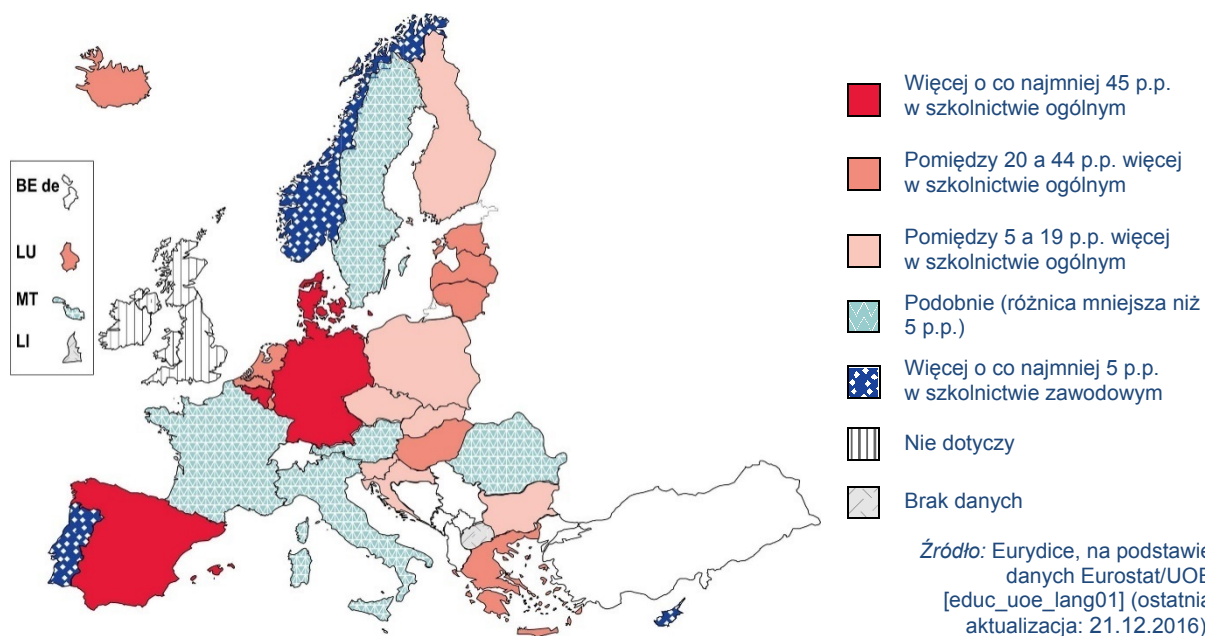 BE de
LU
MT
LI
Więcej o co najmniej 45 p.p.
w szkolnictwie ogólnym
Pomiędzy 20 a 44 p.p. więcej
w szkolnictwie ogólnym
Pomiędzy 5 a 19 p.p. więcej
w szkolnictwie ogólnym
Podobnie (różnica mniejsza niż
5 p.p.)
Więcej o co najmniej 5 p.p.
w szkolnictwie zawodowym
Nie dotyczy
Brak danych
Źródło: Eurydice, na podstawie
danych Eurostat/UOE
[educ_uoe_lang01] (ostatnia
aktualizacja: 21.12.2016)